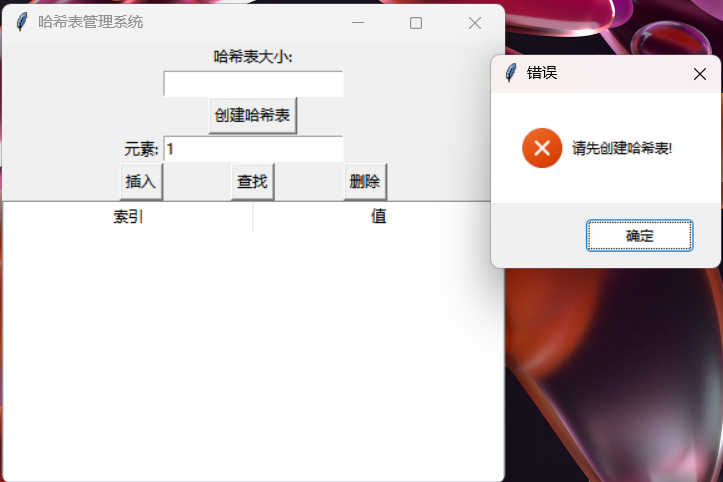 哈希表管理系统
哈希表大小:
创建哈希表
元素: 1
插入 查找 删除
索引 值
错误
请先创建哈希表!
确定